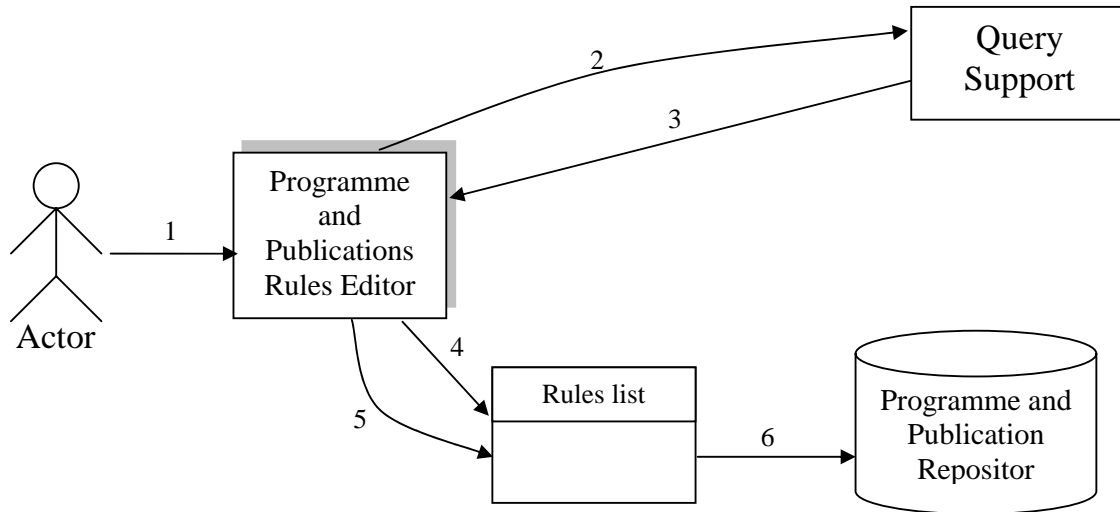 2
Query
Support
3
Programme
and
Publications
Rules Editor
1
Actor
4
5
Rules list
6
Programme and
Publication
Repositor